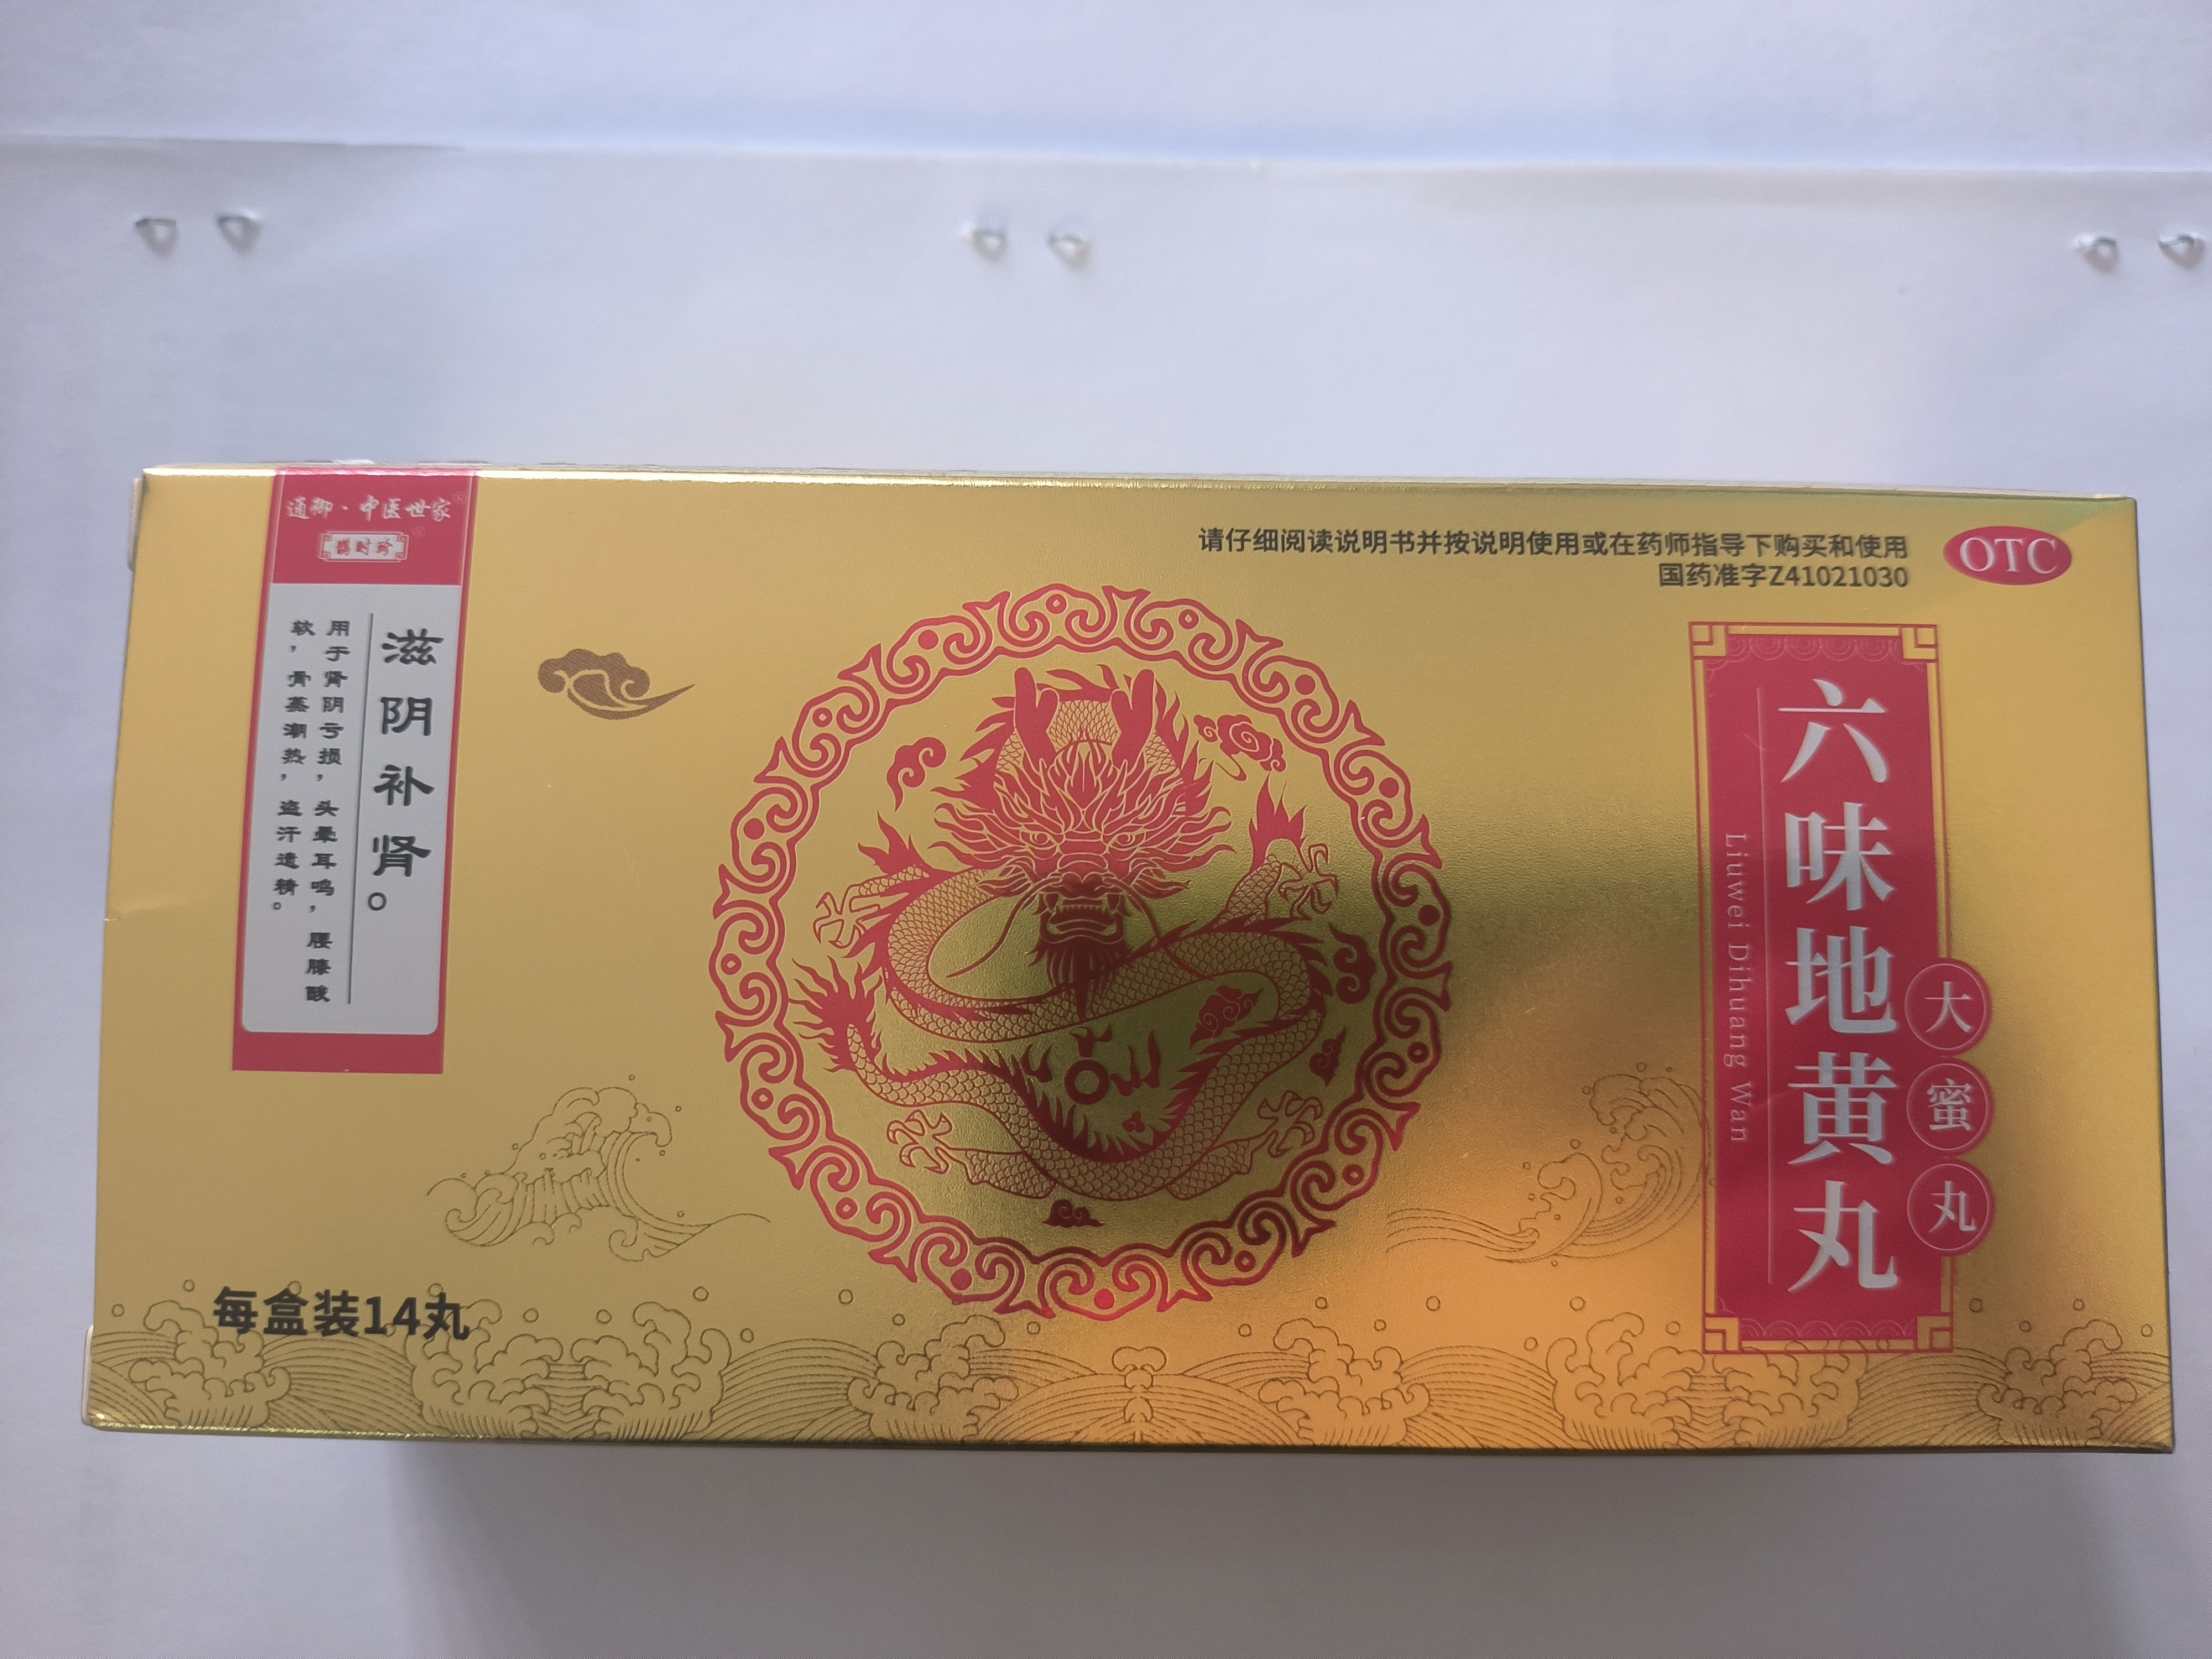 通御·中医世家
请仔细阅读说明书并按说明使用或在药师指导下购买和使用
国药准字Z41021030
OTC
滋阴补肾。
用于肾阴亏损，头晕耳鸣，腰膝酸
软，骨蒸潮热，盗汗遗精。
六味地黄丸
Liuwei Dihuang Wan
大蜜丸
每盒装14丸